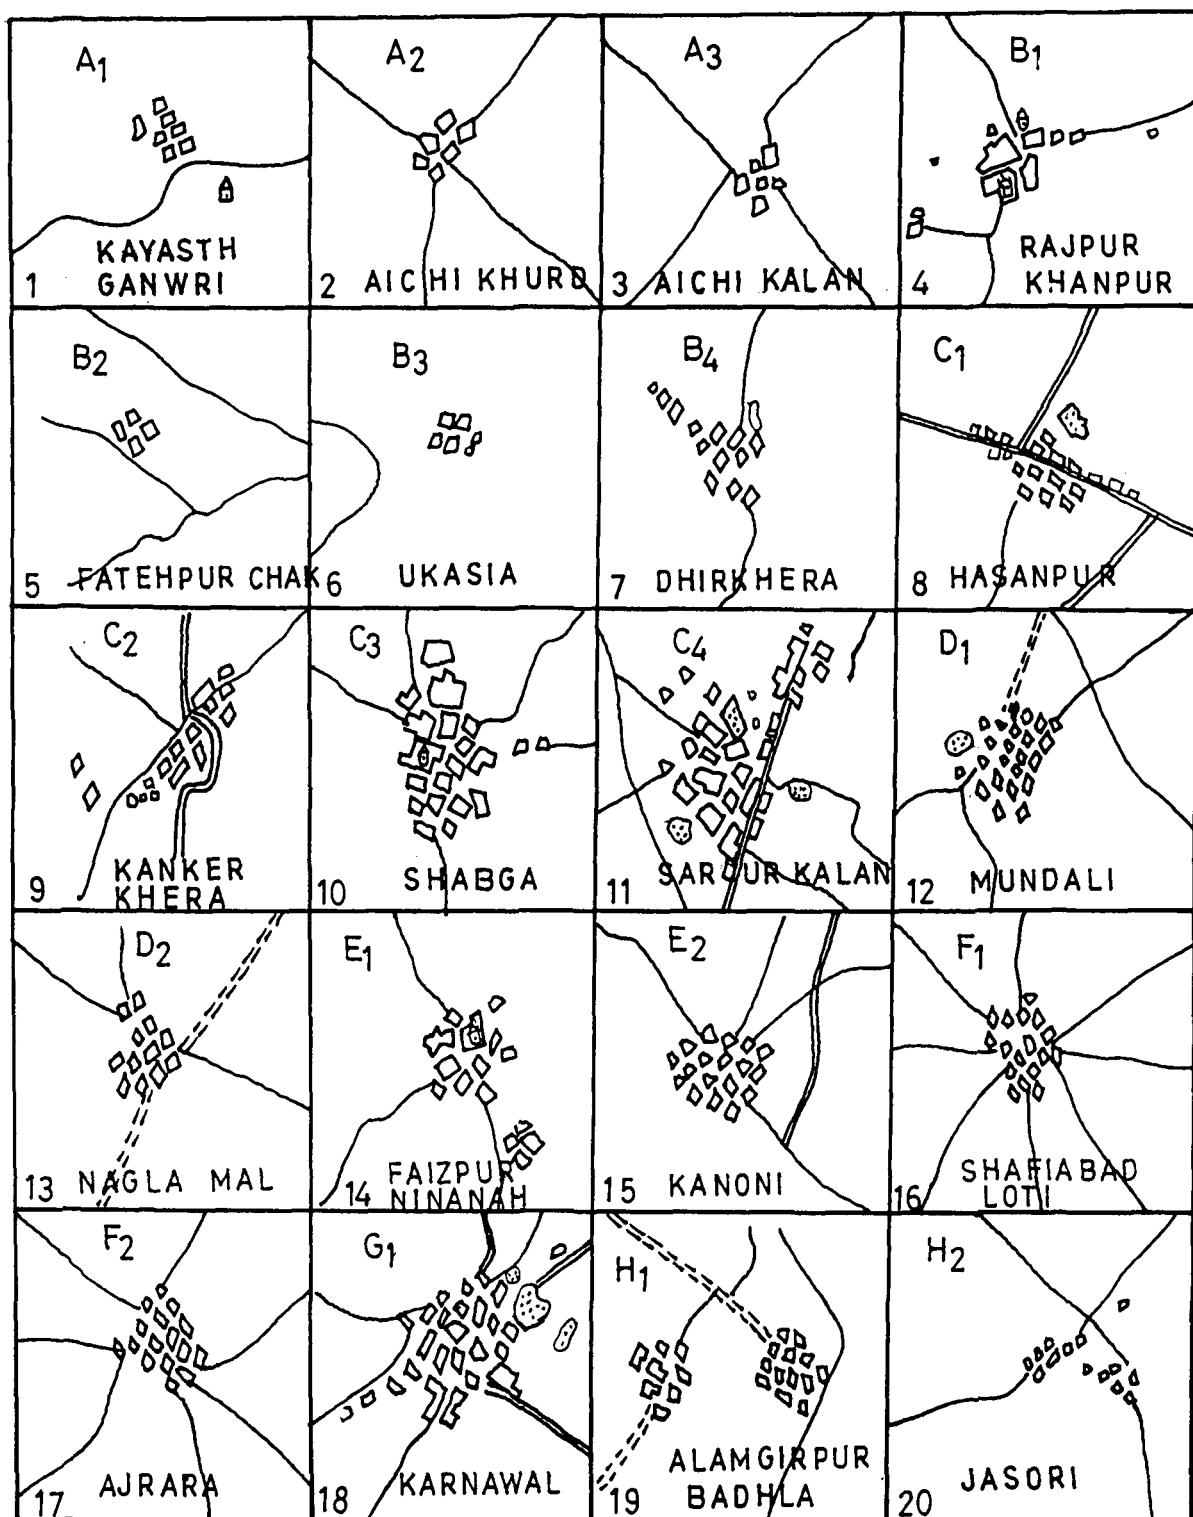 A1
KAYASTH
GANWRI
1
A2
2 AICHI KHURD
A3
3 AICHI KALAN
B1
RAJPUR
4 KHANPUR
B2
5 FATEHPUR CHAK
B3
6 UKASIA
B4
7 DHIRKHERA
C1
8 HASANPUR
C2
KANKER
9 KHERA
C3
10 SHABGA
C4
11 SARUR KALAN
D1
12 MUNDALI
D2
13 NAGLA MAL
E1
FAIZPUR
14 NINANAH
E2
15 KANONI
F1
SHAFIABAD
16 LOTI
F2
17 AJRARA
G1
18 KARNAWAL
H1
ALAMGIRPUR
19 BADHLA
H2
20 JASORI